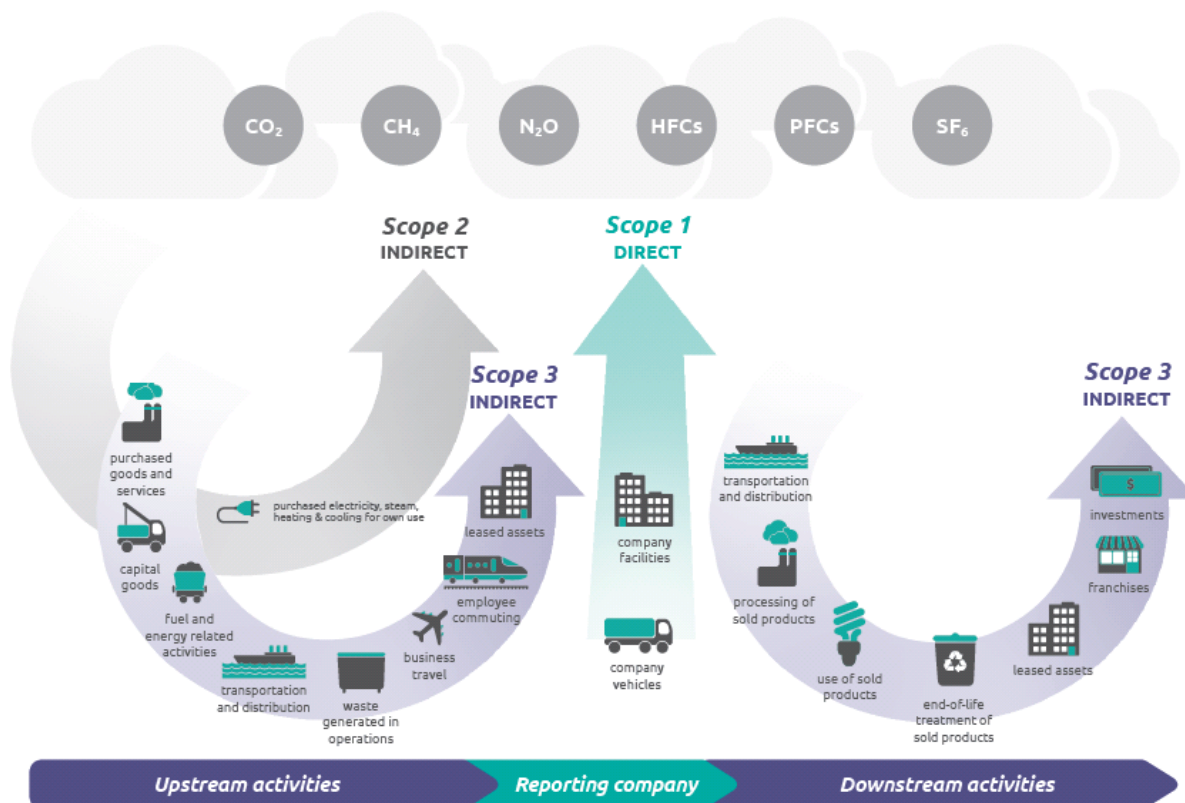 CO₂
CH₄
N₂O
HFCs
PFCs
SF₆
Scope 2
INDIRECT
Scope 1
DIRECT
Scope 3
INDIRECT
Scope 3
INDIRECT
purchased
goods and
services
purchased electricity, steam,
heating & cooling for own use
capital
goods
fuel and
energy related
activities
transportation
and distribution
waste
generated in
operations
business
travel
employee
commuting
leased assets
company
facilities
company
vehicles
transportation
and distribution
processing of
sold products
use of sold
products
end-of-life
treatment of
sold products
leased assets
franchises
$
investments
Upstream activities
Reporting company
Downstream activities